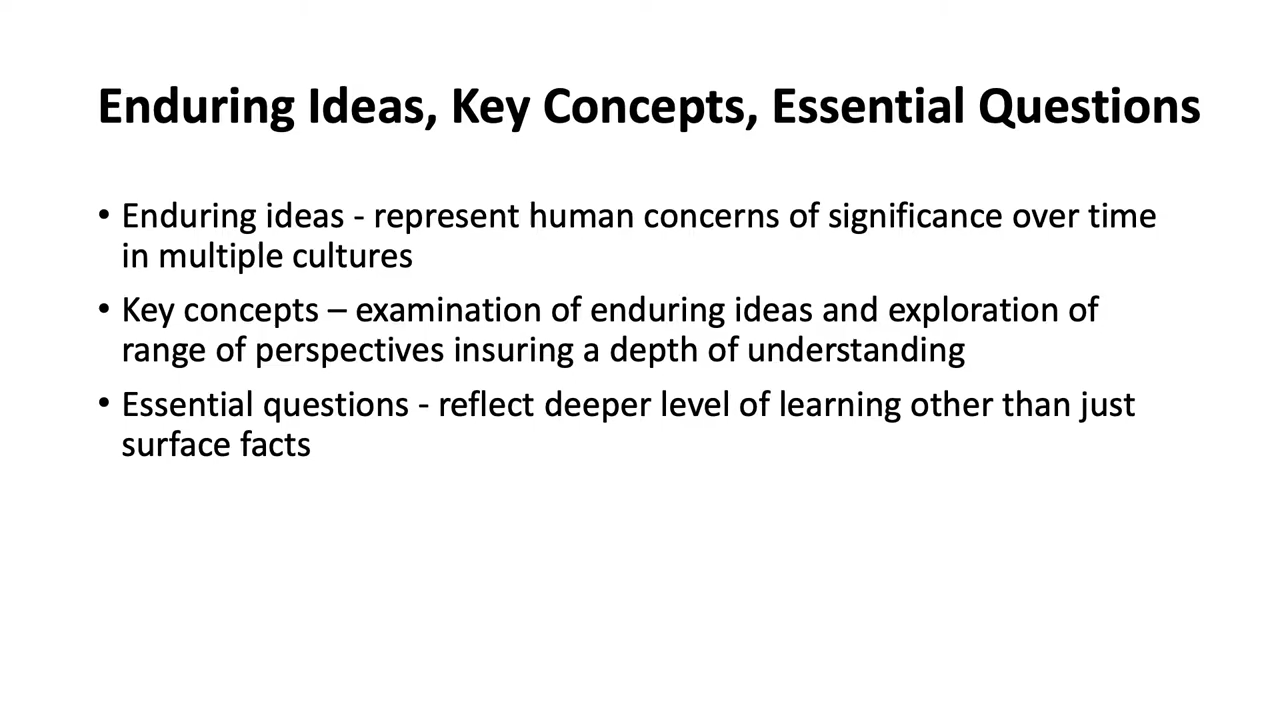 Enduring Ideas, Key Concepts, Essential Questions
• Enduring ideas - represent human concerns of significance over time
in multiple cultures
• Key concepts – examination of enduring ideas and exploration of
range of perspectives insuring a depth of understanding
• Essential questions - reflect deeper level of learning other than just
surface facts